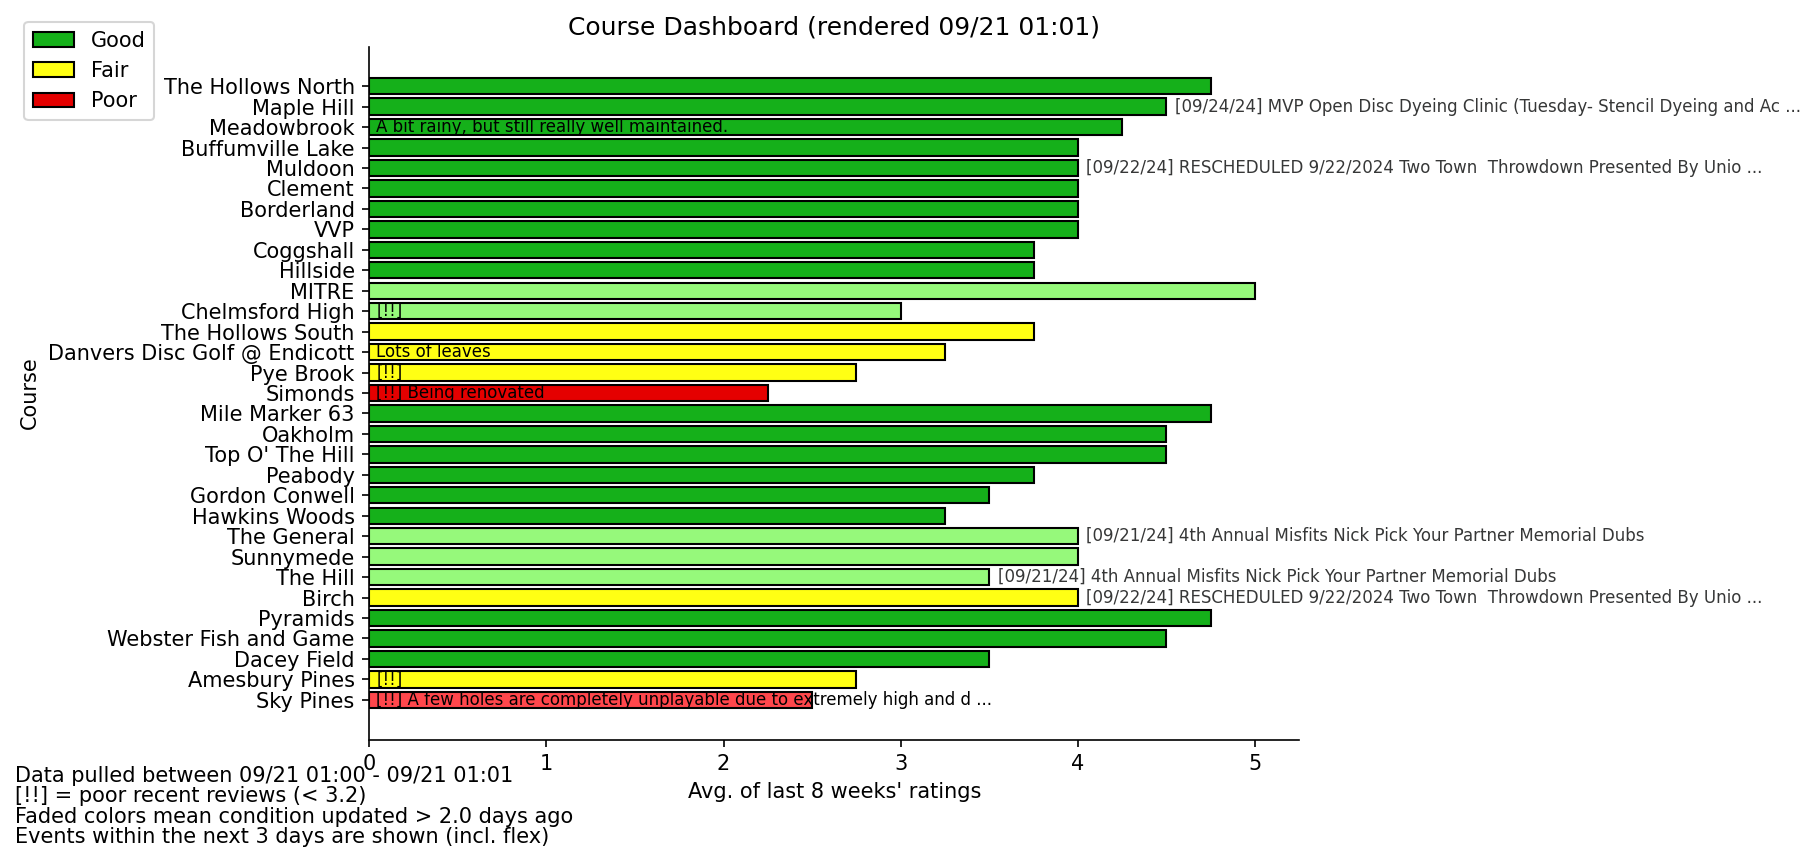 Course Dashboard (rendered 09/21 01:01)
Good
Fair
Poor
The Hollows North
Maple Hill [09/24/24] MVP Open Disc Dyeing Clinic (Tuesday- Stencil Dyeing and Ac ...
Meadowbrook A bit rainy, but still really well maintained.
Buffumville Lake
Muldoon [09/22/24] RESCHEDULED 9/22/2024 Two Town  Throwdown Presented By Unio ...
Clement
Borderland
VVP
Coggshall
Hillside
MITRE
Chelmsford High [!!]
The Hollows South
Danvers Disc Golf @ Endicott Lots of leaves
Pye Brook [!!]
Simonds [!!] Being renovated
Mile Marker 63
Oakholm
Top O' The Hill
Peabody
Gordon Conwell
Hawkins Woods
The General [09/21/24] 4th Annual Misfits Nick Pick Your Partner Memorial Dubs
Sunnymede
The Hill [09/21/24] 4th Annual Misfits Nick Pick Your Partner Memorial Dubs
Birch [09/22/24] RESCHEDULED 9/22/2024 Two Town  Throwdown Presented By Unio ...
Pyramids
Webster Fish and Game
Dacey Field
Amesbury Pines [!!]
Sky Pines [!!] A few holes are completely unplayable due to extremely high and d ...
Course
0 1 2 3 4 5
Avg. of last 8 weeks' ratings
Data pulled between 09/21 01:00 - 09/21 01:01
[!!] = poor recent reviews (< 3.2)
Faded colors mean condition updated > 2.0 days ago
Events within the next 3 days are shown (incl. flex)